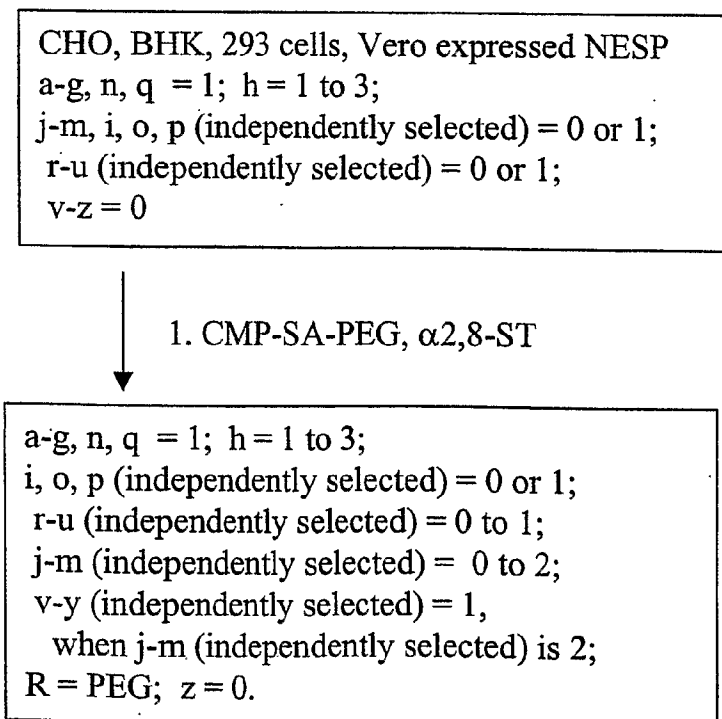 CHO, BHK, 293 cells, Vero expressed NESP
a-g, n, q = 1; h = 1 to 3;
j-m, i, o, p (independently selected) = 0 or 1;
r-u (independently selected) = 0 or 1;
v-z = 0
1. CMP-SA-PEG, α2,8-ST
a-g, n, q = 1; h = 1 to 3;
i, o, p (independently selected) = 0 or 1;
r-u (independently selected) = 0 to 1;
j-m (independently selected) = 0 to 2;
v-y (independently selected) = 1,
when j-m (independently selected) is 2;
R = PEG; z = 0.